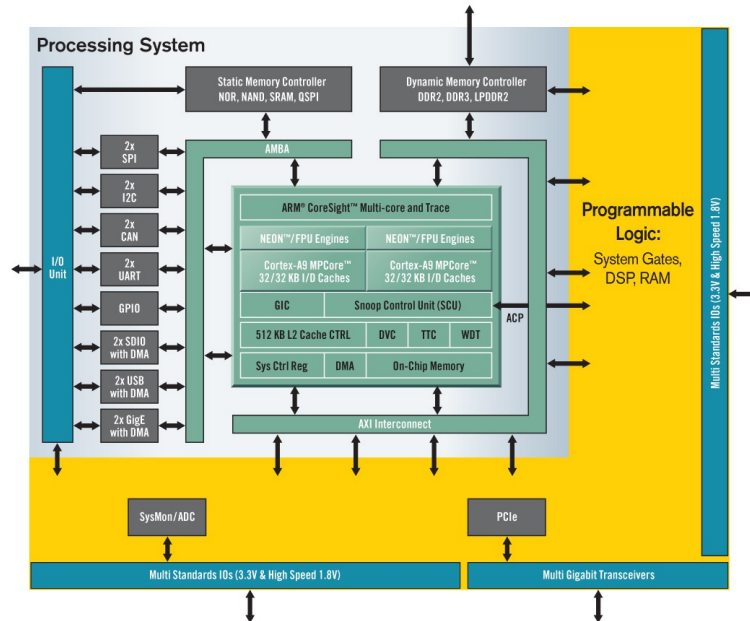 Processing System
Static Memory Controller
NOR, NAND, SRAM, QSPI
Dynamic Memory Controller
DDR2, DDR3, LPDDR2
AMBA
2x
SPI
2x
I2C
2x
CAN
2x
UART
GPIO
2x SDIO
with DMA
2x USB
with DMA
2x GigE
with DMA
I/O
Unit
ARM® CoreSight™ Multi-core and Trace
NEON™/FPU Engines
NEON™/FPU Engines
Cortex-A9 MPCore™
32/32 KB I/D Caches
Cortex-A9 MPCore™
32/32 KB I/D Caches
GIC
Snoop Control Unit (SCU)
512 KB L2 Cache CTRL
DVC
TTC
WDT
Sys Ctrl Reg
DMA
On-Chip Memory
ACP
AXI Interconnect
Programmable
Logic:
System Gates,
DSP, RAM
Multi Standards IOs (3.3V & High Speed 1.8V)
SysMon/ADC
PCIe
Multi Standards IOs (3.3V & High Speed 1.8V)
Multi Gigabit Transceivers